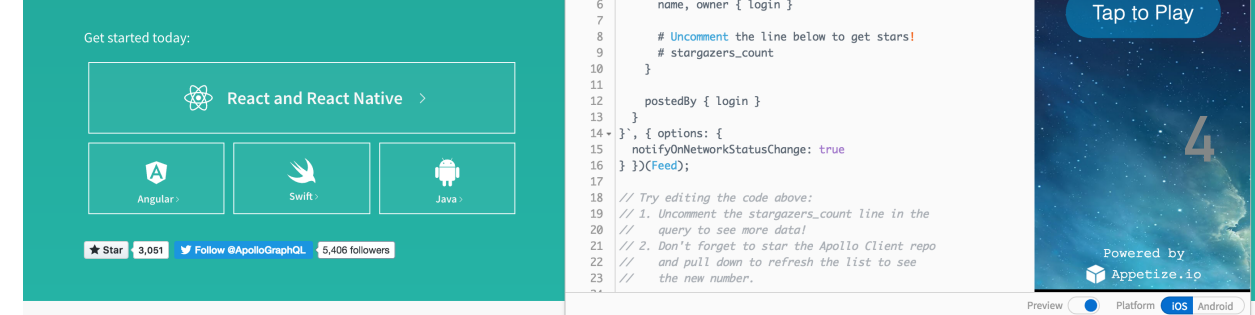 Get started today:
React and React Native >
Angular >
Swift >
Java >
Star 3,051 Follow @ApolloGraphQL 5,406 followers
6 name, owner { login }
7
8 # Uncomment the line below to get stars!
9 # stargazers_count
10 }
11
12 postedBy { login }
13 }
14 }`, { options: {
15 notifyOnNetworkStatusChange: true
16 } })(Feed);
17
18 // Try editing the code above:
19 // 1. Uncomment the stargazers_count line in the
20 // query to see more data!
21 // 2. Don't forget to star the Apollo Client repo
22 // and pull down to refresh the list to see
23 // the new number.
Tap to Play
4
Powered by
Appetize.io
Preview Platform iOS Android